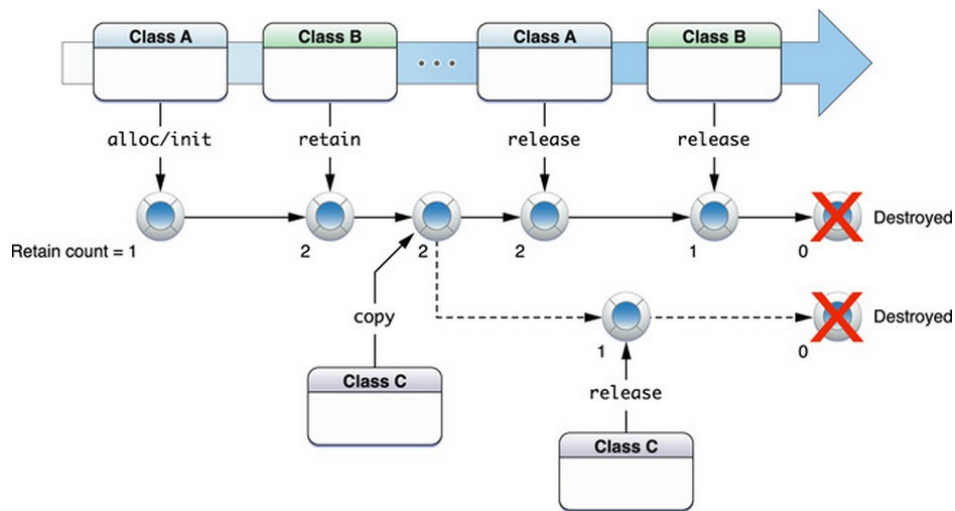 Class A
Class B
Class A
Class B
alloc/init
retain
release
release
Destroyed
Retain count = 1
2
2
2
1
0
copy
Destroyed
1
0
Class C
release
Class C